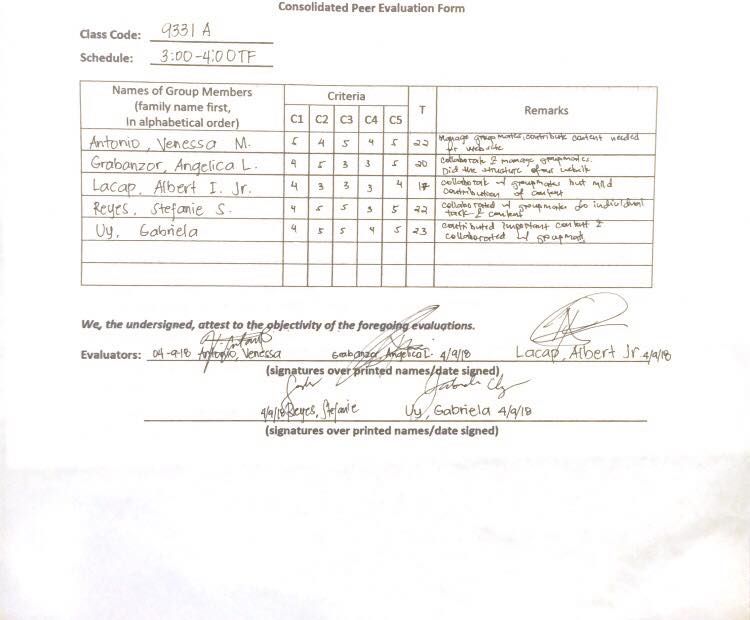 Consolidated Peer Evaluation Form
Class Code: 9331 A
Schedule: 3:00-4:00 TF
Names of Group Members
(family name first,
In alphabetical order)
Criteria
T
Remarks
C1 C2 C3 C4 C5
Antonio, Venessa M. 5 4 5 4 5 22 Manage groupmates, contribute content needed
for website
Grabanzor, Angelica L. 4 5 3 3 5 20 collaborate & manage groupmates.
Did the structure of our website
Lacap, Albert I. Jr. 4 3 3 3 4 17 collaborate w/ groupmates but mild
contribution of content
Reyes, Stefanie S. 4 5 5 3 5 22 collaborated w/ groupmates do individual
task & content
Uy, Gabriela 4 5 5 4 5 23 contributed important content &
collaborated w/ groupmates
We, the undersigned, attest to the objectivity of the foregoing evaluations.
Evaluators: 04-9-18 Antonio, Venessa Grabanzor, Angelica L. 4/9/18 Lacap, Albert Jr 4/9/18
(signatures over printed names/date signed)
4/9/18 Reyes, Stefanie Uy, Gabriela 4/9/18
(signatures over printed names/date signed)